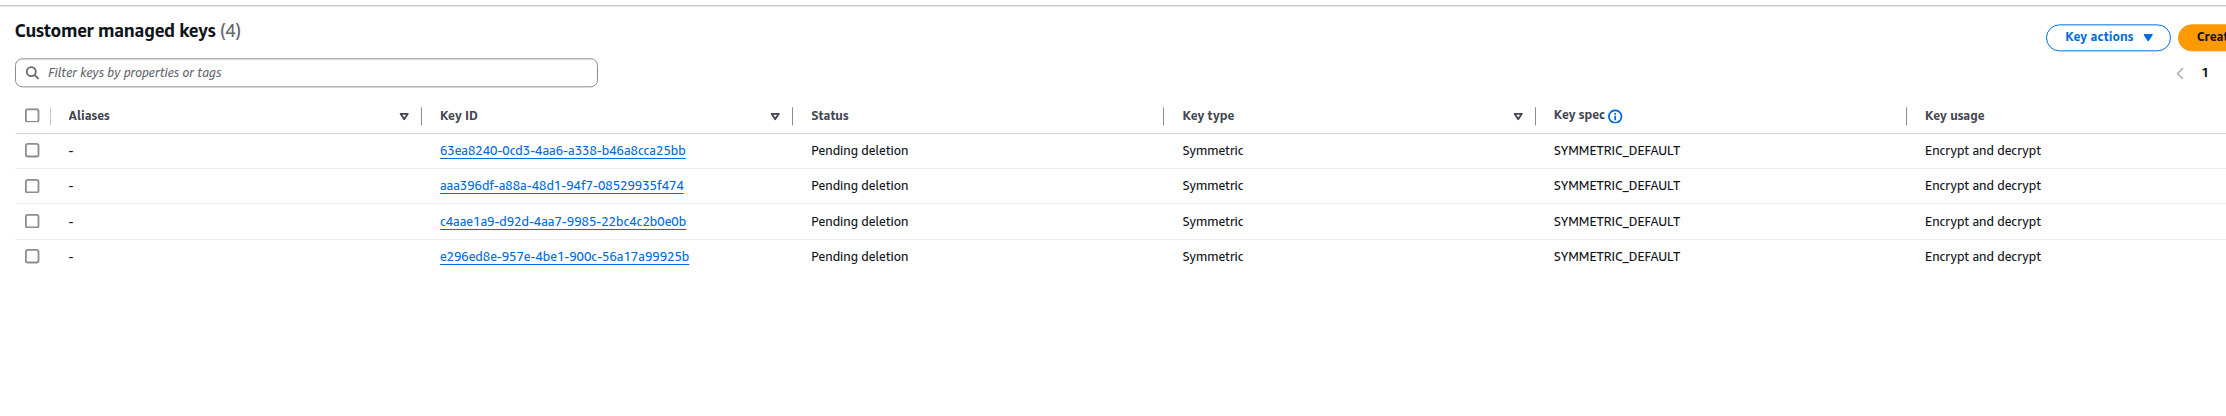 Customer managed keys (4)
Key actions
Filter keys by properties or tags
1
Aliases Key ID Status Key type Key spec Key usage
- 63ea8240-0cd3-4aa6-a338-b46a8cca25bb Pending deletion Symmetric SYMMETRIC_DEFAULT Encrypt and decrypt
- aaa396df-a88a-48d1-94f7-08529935f474 Pending deletion Symmetric SYMMETRIC_DEFAULT Encrypt and decrypt
- c4aae1a9-d92d-4aa7-9985-22bc4c2b0e0b Pending deletion Symmetric SYMMETRIC_DEFAULT Encrypt and decrypt
- e296ed8e-957e-4be1-900c-56a17a99925b Pending deletion Symmetric SYMMETRIC_DEFAULT Encrypt and decrypt